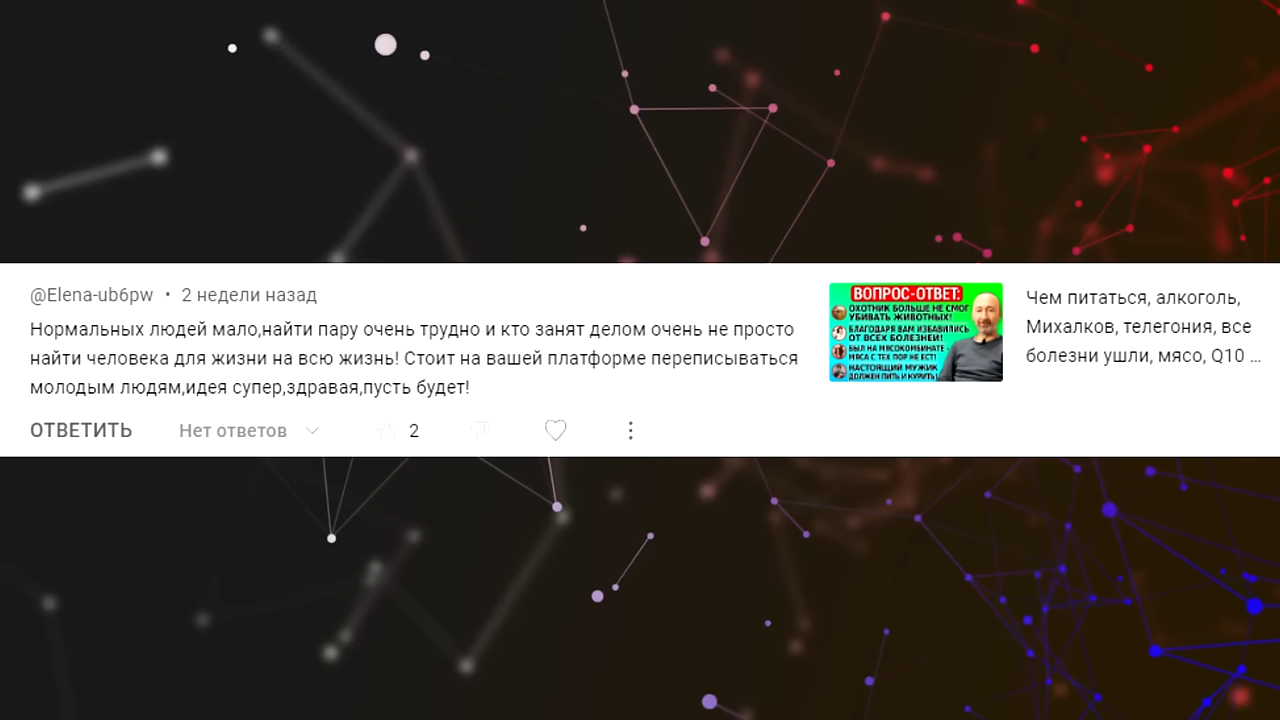 @Elena-ub6pw • 2 недели назад
Нормальных людей мало,найти пару очень трудно и кто занят делом очень не просто
найти человека для жизни на всю жизнь! Стоит на вашей платформе переписываться
молодым людям,идея супер,здравая,пусть будет!
ОТВЕТИТЬ Нет ответов 2
ВОПРОС-ОТВЕТ:
ОХОТНИК БОЛЬШЕ НЕ СМОГ
УБИВАТЬ ЖИВОТНЫХ!
БЛАГОДАРЯ ВАМ ИЗБАВИЛИСЬ
ОТ ВСЕХ БОЛЕЗНЕЙ!
БЫЛ НА МЯСОКОМБИНАТЕ -
МЯСА С ТЕХ ПОР НЕ ЕСТ!
НАСТОЯЩИЙ МУЖИК
ДОЛЖЕН ПИТЬ И КУРИТЬ!
Чем питаться, алкоголь,
Михалков, телегония, все
болезни ушли, мясо, Q10 ...